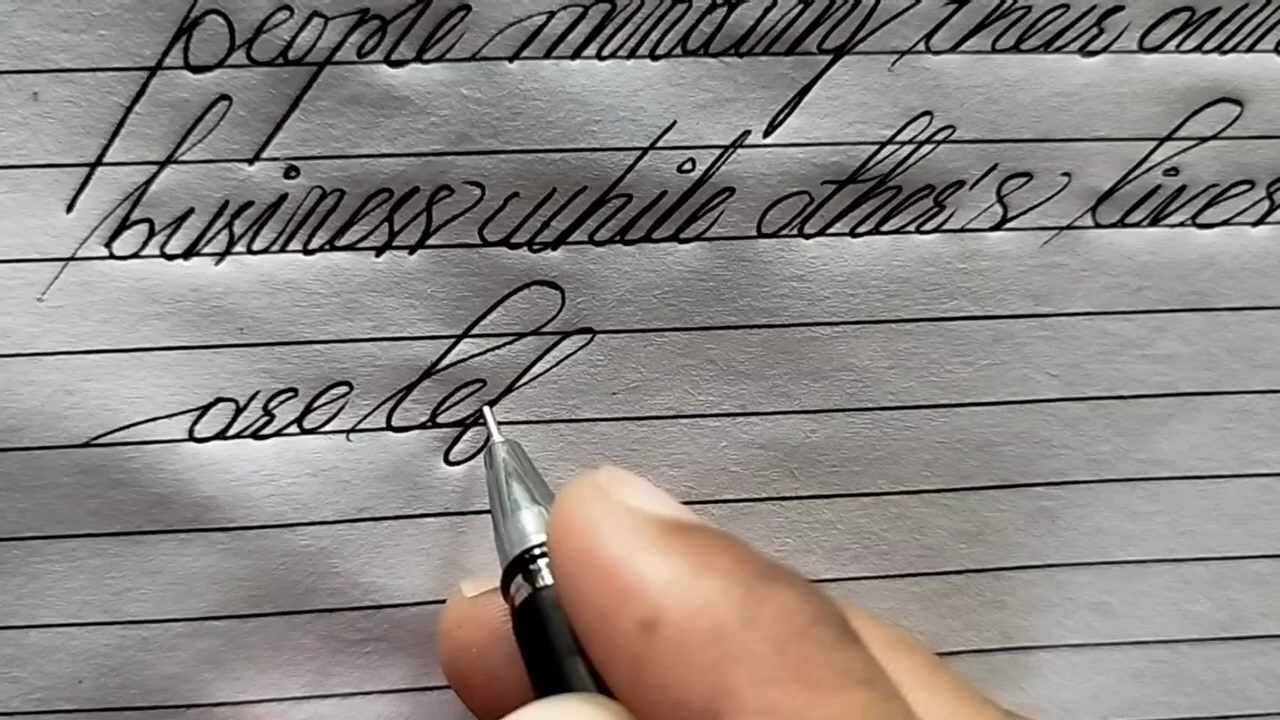 people minding their own
business while other's lives
are lef